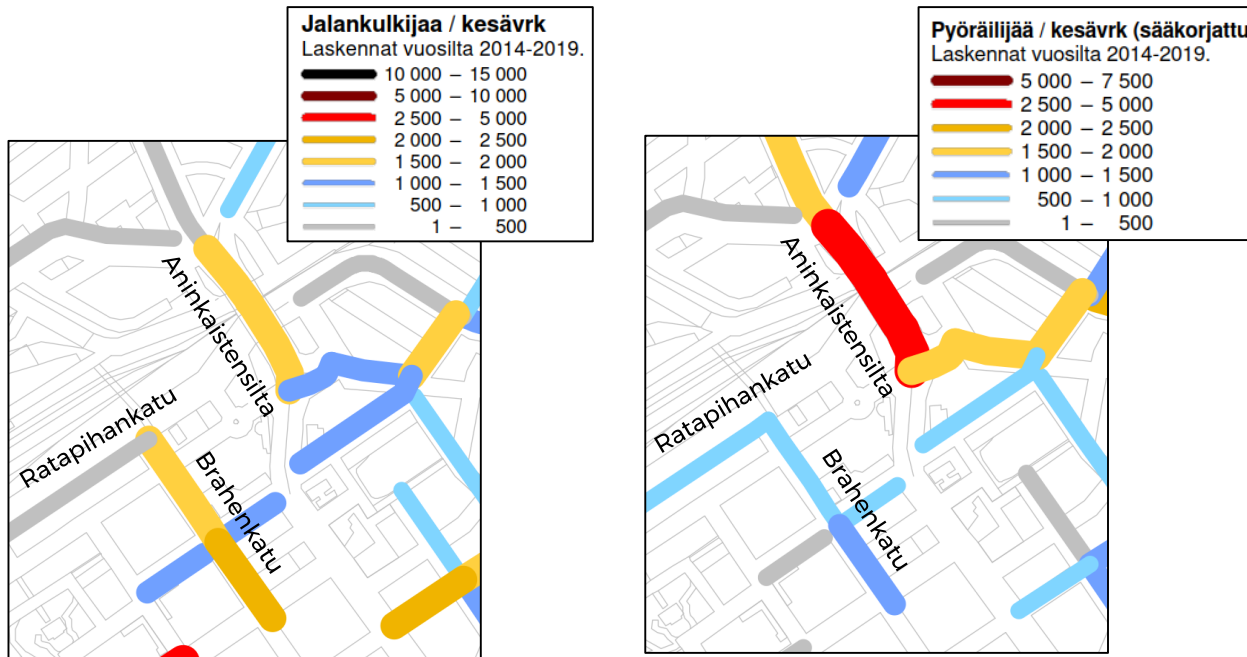 Jalankulkijaa / kesävrk
Laskennat vuosilta 2014-2019.
10 000 – 15 000
5 000 – 10 000
2 500 – 5 000
2 000 – 2 500
1 500 – 2 000
1 000 – 1 500
500 – 1 000
1 – 500
Aninkaistensilta
Ratapihankatu
Brahenkatu
Pyöräilijää / kesävrk (sääkorjattu
Laskennat vuosilta 2014-2019.
5 000 – 7 500
2 500 – 5 000
2 000 – 2 500
1 500 – 2 000
1 000 – 1 500
500 – 1 000
1 – 500
Aninkaistensilta
Ratapihankatu
Brahenkatu